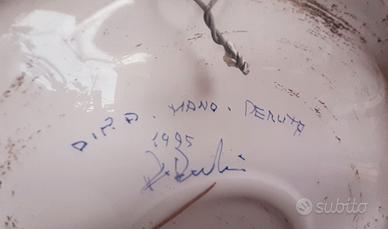 DIP. A. MANO. DERUTA
1995
subito